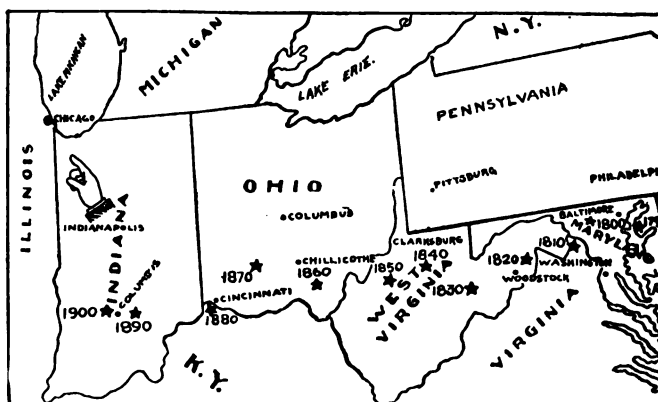 N.Y.
MICHIGAN
LAKE MICHIGAN
LAKE ERIE.
CHICAGO
PENNSYLVANIA
ILLINOIS
PITTSBURG
PHILADELP
OHIO
INDIANA
INDIANAPOLIS
COLUMBUS
BALTIMORE
1800
MARYL
CLARKSBURG
1810
WASHINGTON
CHILLICOTHE
1870
1860
1850
1840
1820
WOODSTOCK
WEST
VIRGINIA
1830
COLUMBUS
1900
1890
CINCINNATI
1880
VIRGINIA
K.Y.